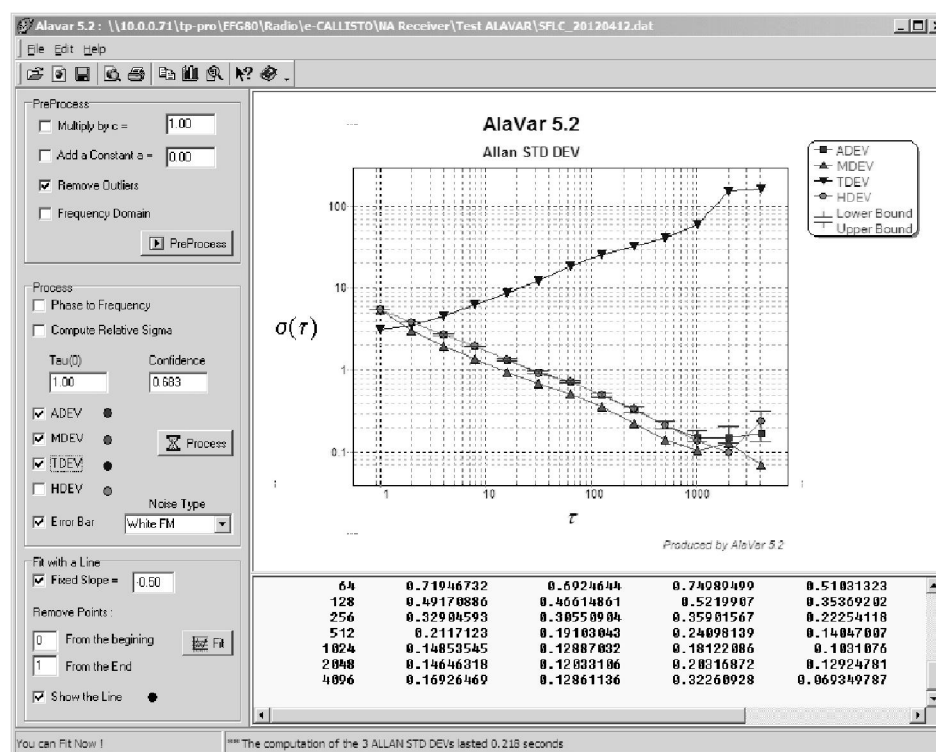 Alavar 5.2 : \\10.0.0.71\tp-pro\EFG80\Radio\e-CALLISTO\NA Receiver\Test ALAVAR\SFLC_20120412.dat
File Edit Help
PreProcess
Multiply by c = 1.00
Add a Constant a = 0.00
Remove Outliers
Frequency Domain
PreProcess
Process
Phase to Frequency
Compute Relative Sigma
Tau(0) Confidence
1.00 0.683
ADEV
MDEV
Process
TDEV
HDEV
Noise Type
Error Bar White FM
Fit with a Line
Fixed Slope = -0.50
Remove Points :
0 From the begining
Fit
1 From the End
Show the Line
AlaVar 5.2
Allan STD DEV
ADEV
MDEV
TDEV
HDEV
Lower Bound
Upper Bound
100
10
1
0.1
σ(τ)
1 10 100 1000
τ
Produced by AlaVar 5.2
64 0.71946732 0.6924644 0.74989499 0.51031323
128 0.49170886 0.46614861 0.5219907 0.35369202
256 0.32904593 0.30550904 0.35901567 0.22254118
512 0.2117123 0.19103043 0.24098139 0.14047007
1024 0.14853545 0.12887032 0.18122086 0.1031076
2048 0.14646318 0.12033106 0.20316872 0.12924781
4096 0.16926469 0.12861136 0.32260928 0.069349787
You can Fit Now ! *** The computation of the 3 ALLAN STD DEVs lasted 0.218 seconds